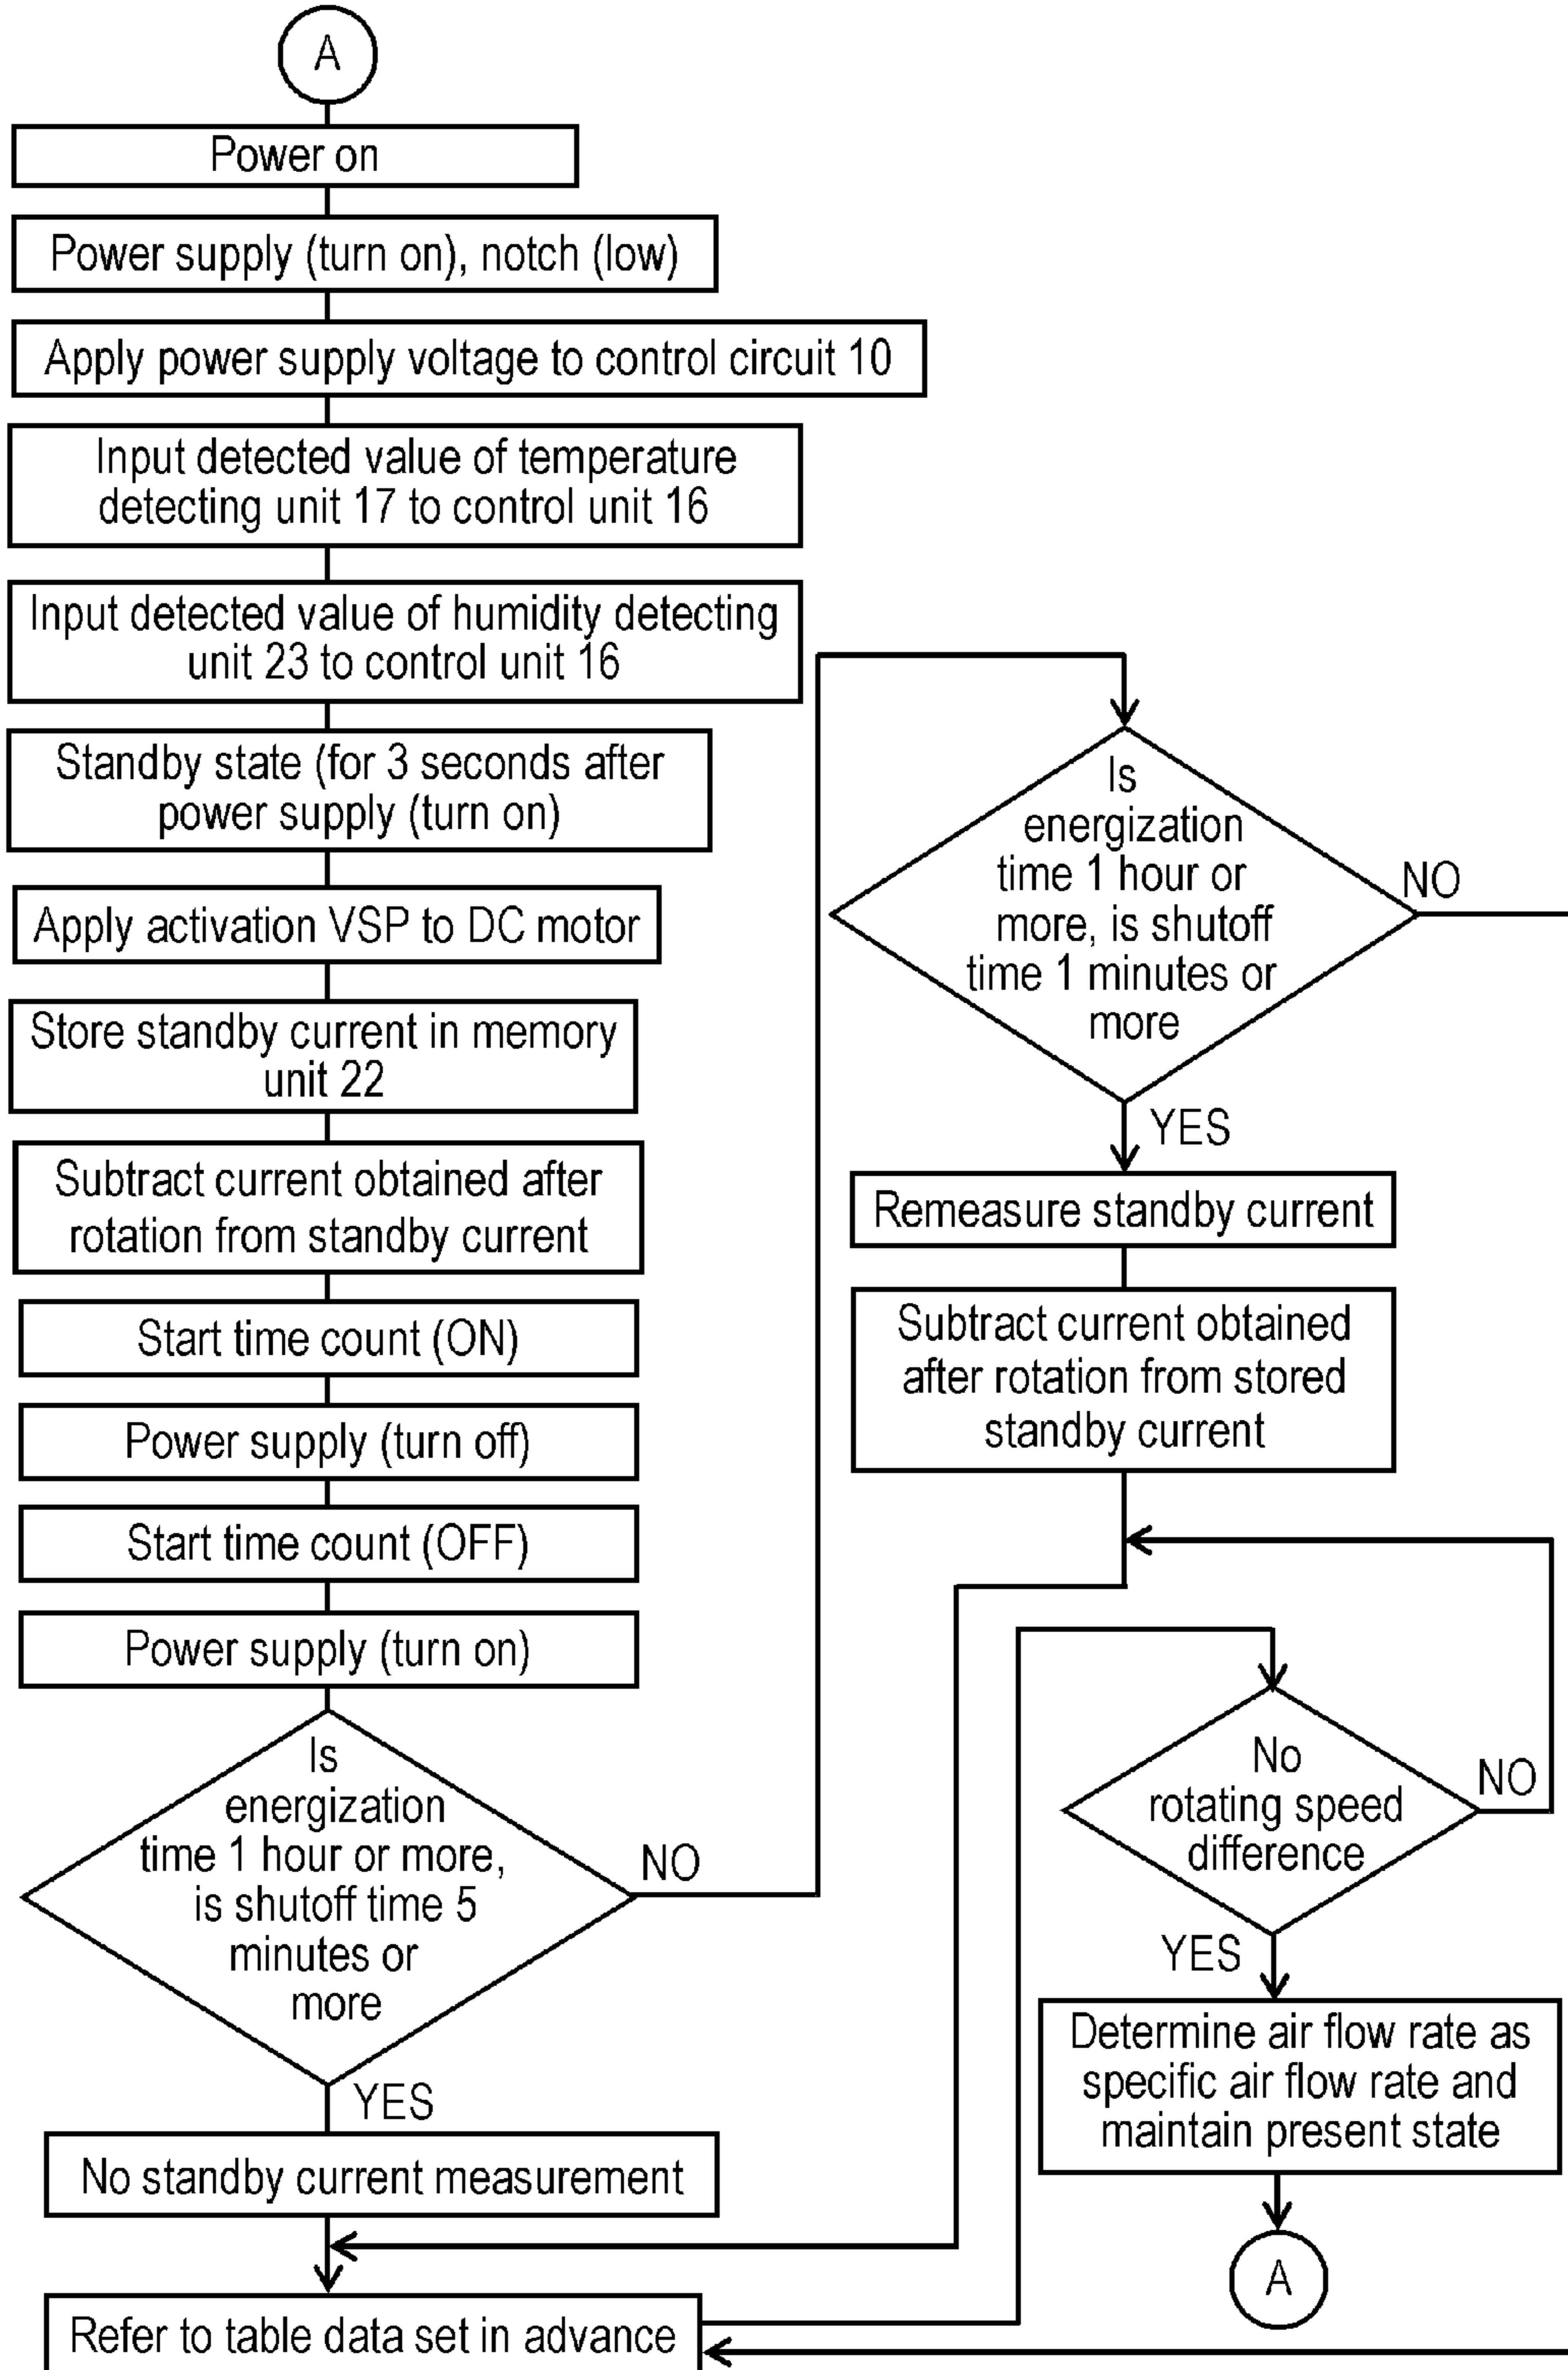 A
Power on
Power supply (turn on), notch (low)
Apply power supply voltage to control circuit 10
Input detected value of temperature
detecting unit 17 to control unit 16
Input detected value of humidity detecting
unit 23 to control unit 16
Standby state (for 3 seconds after
power supply (turn on)
Apply activation VSP to DC motor
Store standby current in memory
unit 22
Subtract current obtained after
rotation from standby current
Start time count (ON)
Power supply (turn off)
Start time count (OFF)
Power supply (turn on)
Is
energization
time 1 hour or more,
is shutoff time 5
minutes or
more
NO
YES
No standby current measurement
Refer to table data set in advance
Is
energization
time 1 hour or
more, is shutoff
time 1 minutes or
more
NO
YES
Remeasure standby current
Subtract current obtained
after rotation from stored
standby current
No
rotating speed
difference
NO
YES
Determine air flow rate as
specific air flow rate and
maintain present state
A